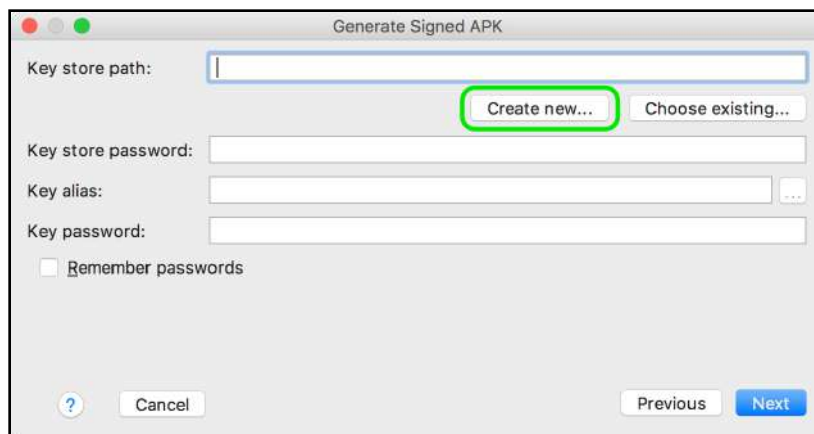 Generate Signed APK
Key store path:
Create new... Choose existing...
Key store password:
Key alias:
...
Key password:
Remember passwords
? Cancel Previous Next